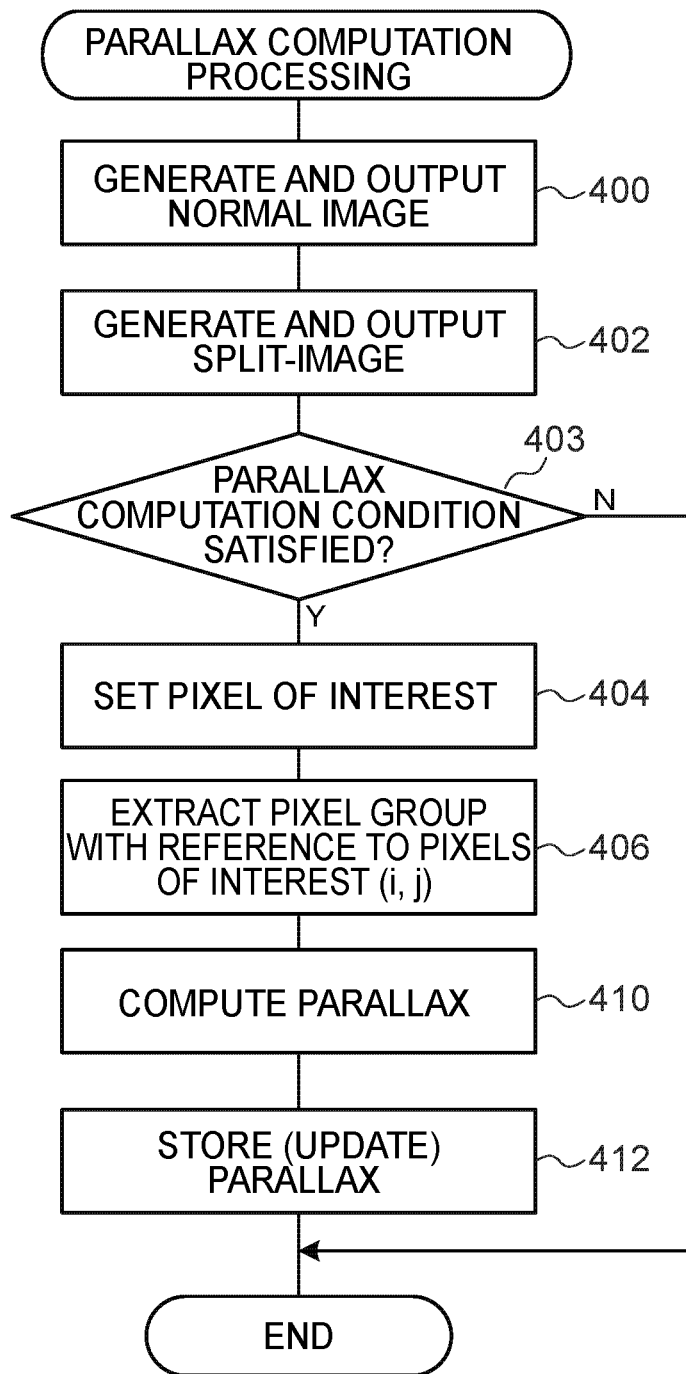 PARALLAX COMPUTATION
PROCESSING
GENERATE AND OUTPUT
NORMAL IMAGE
400
GENERATE AND OUTPUT
SPLIT-IMAGE
402
403
PARALLAX
COMPUTATION CONDITION
SATISFIED?
N
Y
SET PIXEL OF INTEREST
404
EXTRACT PIXEL GROUP
WITH REFERENCE TO PIXELS
OF INTEREST (i, j)
406
COMPUTE PARALLAX
410
STORE (UPDATE)
PARALLAX
412
END